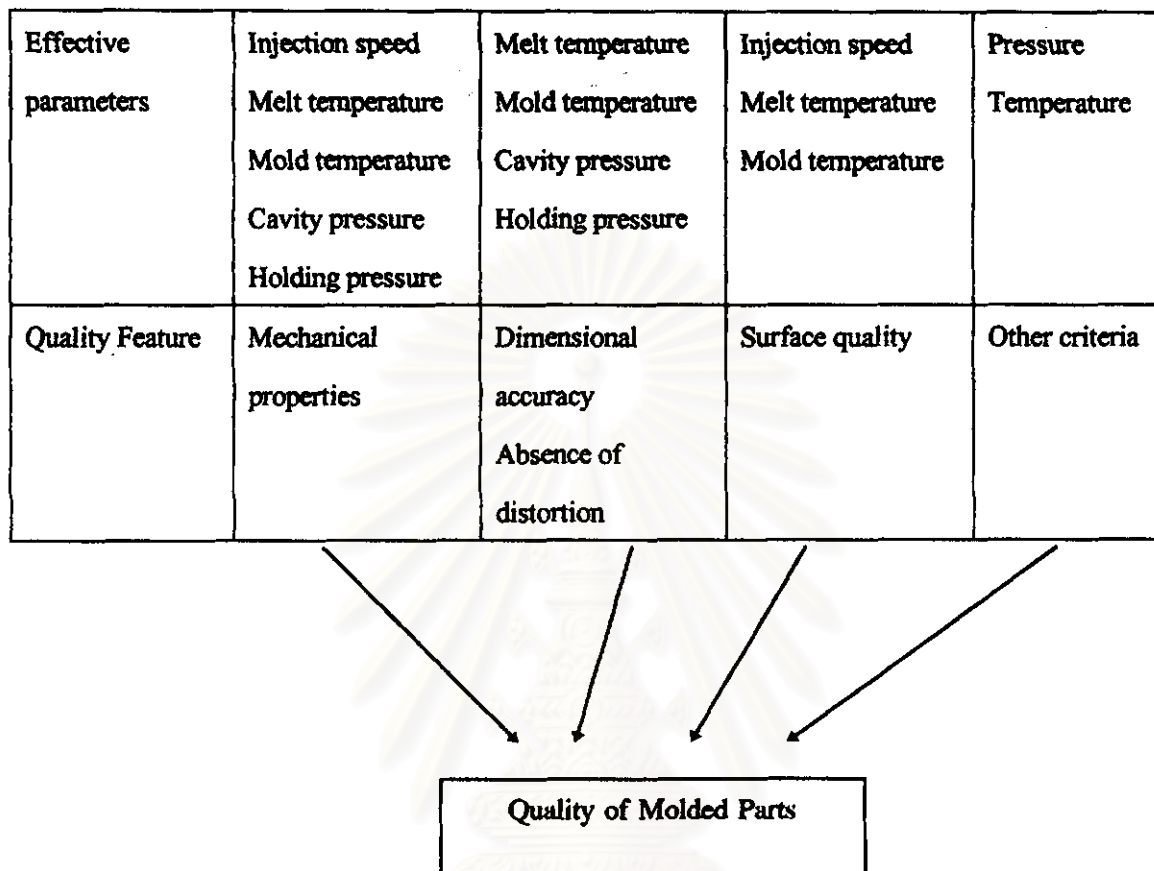 Effective
parameters
Injection speed
Melt temperature
Mold temperature
Cavity pressure
Holding pressure
Melt temperature
Mold temperature
Cavity pressure
Holding pressure
Injection speed
Melt temperature
Mold temperature
Pressure
Temperature
Quality Feature
Mechanical
properties
Dimensional
accuracy
Absence of
distortion
Surface quality
Other criteria
Quality of Molded Parts